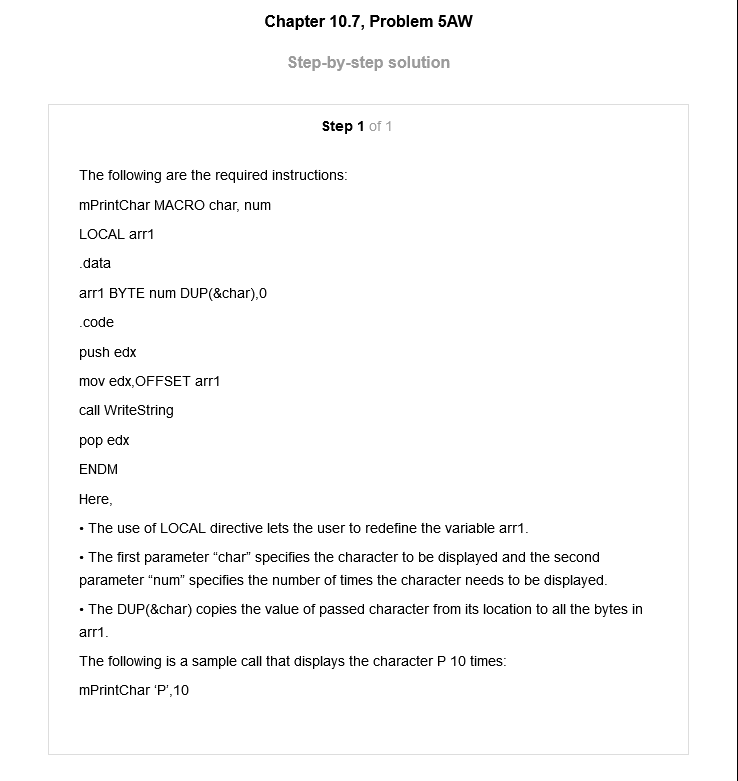 Chapter 10.7, Problem 5AW
Step-by-step solution
Step 1 of 1
The following are the required instructions:
mPrintChar MACRO char, num
LOCAL arr1
.data
arr1 BYTE num DUP(&char),0
.code
push edx
mov edx,OFFSET arr1
call WriteString
pop edx
ENDM
Here,
• The use of LOCAL directive lets the user to redefine the variable arr1.
• The first parameter “char” specifies the character to be displayed and the second
parameter “num” specifies the number of times the character needs to be displayed.
• The DUP(&char) copies the value of passed character from its location to all the bytes in
arr1.
The following is a sample call that displays the character P 10 times:
mPrintChar ‘P’,10